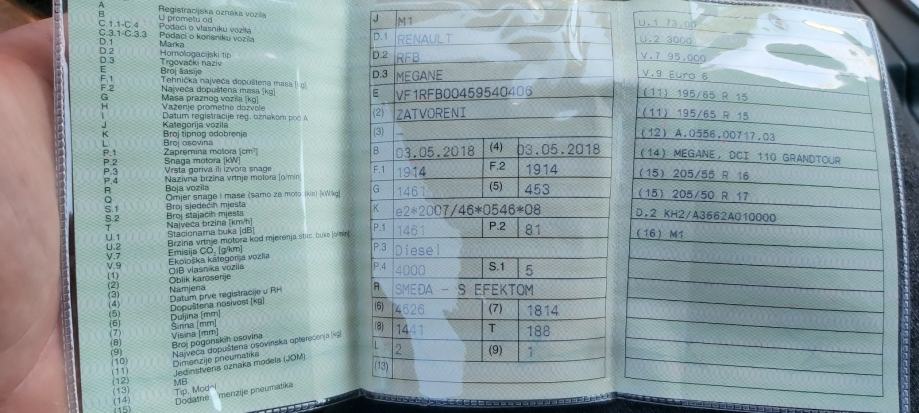 A Registracijska oznaka vozila
B U prometu od
C.1.1-C.4 Podaci o vlasniku vozila
C.3.1-C.3.3 Podaci o korisniku vozila
D.1 Marka
D.2 Homologacijski tip
D.3 Trgovački naziv
E Broj šasije
F.1 Tehnička najveća dopuštena masa [kg]
F.2 Najveća dopuštena masa [kg]
G Masa praznog vozila [kg]
H Važenje prometne dozvole
I Datum registracije reg. oznakom pod A
J Kategorija vozila
K Broj tipnog odobrenja
L Broj osovina
P.1 Zapremina motora [cm³]
P.2 Snaga motora [kW]
P.3 Vrsta goriva ili izvora snage
P.4 Nazivna brzina vrtnje motora [o/min]
R Boja vozila
Q Omjer snage i mase (samo za motocikle) [kW/kg]
S.1 Broj sjedećih mjesta
S.2 Broj stajaćih mjesta
T Najveća brzina [km/h]
U.1 Stacionarna buka [dB]
U.2 Brzina vrtnje motora kod mjerenja stac. buke [o/min]
V.7 Emisija CO₂ [g/km]
V.9 Ekološka kategorija vozila
(1) OIB vlasnika vozila
(2) Oblik karoserije
(3) Namjena
(4) Datum prve registracije u RH
(5) Dopuštena nosivost [kg]
(6) Duljina [mm]
(7) Širina [mm]
(8) Visina [mm]
(9) Broj pogonskih osovina
(10) Najveća dopuštena osovinska opterećenja [kg]
(11) Dimenzije pneumatika
(12) Jedinstvena oznaka modela (JOM)
(13) MB
(14) Tip, Model
(15) Dodatne dimenzije pneumatika
J M1
D.1 RENAULT
D.2 RFB
D.3 MEGANE
E VF1RFB00459540406
(2) ZATVORENI
(3)
B 03.05.2018 (4) 03.05.2018
F.1 1914 F.2 1914
G 1461 (5) 453
K e2*2007/46*0546*08
P.1 1461 P.2 81
P.3 Diesel
P.4 4000 S.1 5
R SMEĐA - S EFEKTOM
(6) 4626 (7) 1814
(8) 1441 T 188
L 2 (9) 1
(13)
U.1 73,00
U.2 3000
V.7 95,000
V.9 Euro 6
(11) 195/65 R 15
(11) 195/65 R 15
(12) A.0556.00717.03
(14) MEGANE, DCI 110 GRANDTOUR
(15) 205/55 R 16
(15) 205/50 R 17
D.2 KH2/A3662A010000
(16) M1